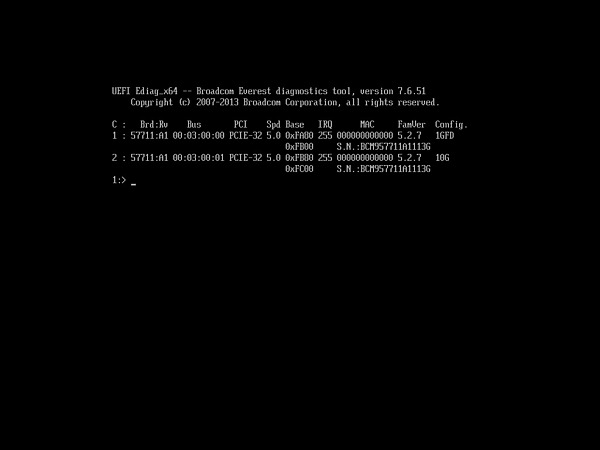 UEFI Ediag_x64 -- Broadcom Everest diagnostics tool, version 7.6.51
Copyright (c) 2007-2013 Broadcom Corporation, all rights reserved.
C : Brd:Rv Bus PCI Spd Base IRQ MAC FamVer Config.
1 : 57711:A1 00:03:00:00 PCIE-32 5.0 0xFA80 255 000000000000 5.2.7 1GFD
0xFB00 S.N.:BCM957711A1113G
2 : 57711:A1 00:03:00:01 PCIE-32 5.0 0xFB80 255 000000000000 5.2.7 10G
0xFC00 S.N.:BCM957711A1113G
1:> _